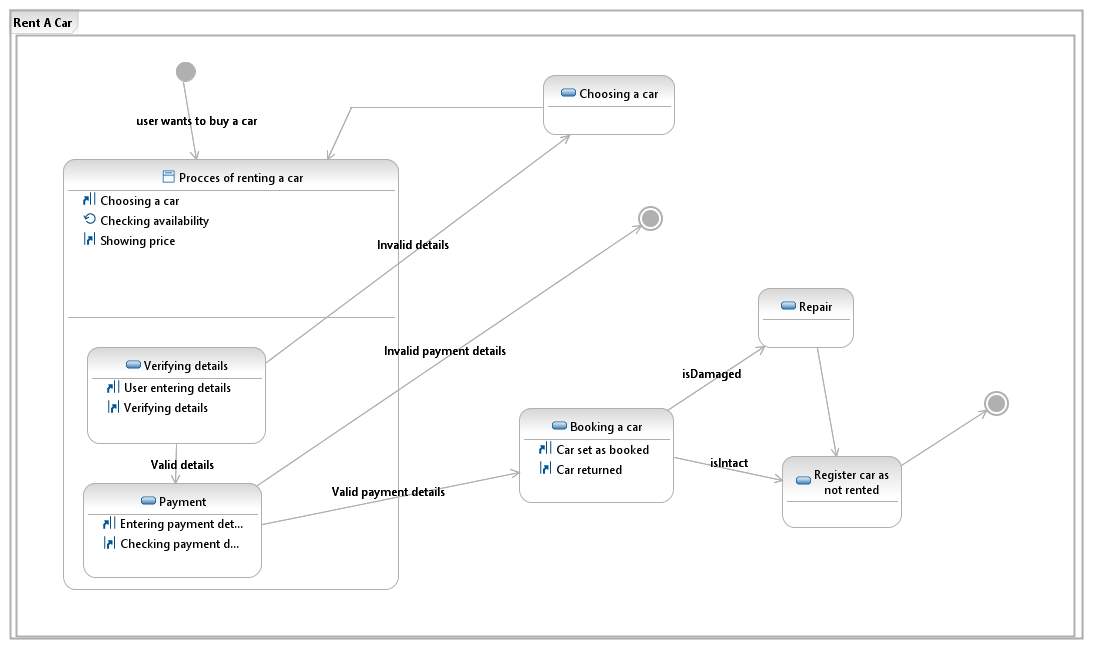 Rent A Car
user wants to buy a car
Choosing a car
Procces of renting a car
Choosing a car
Checking availability
Showing price
Invalid details
Invalid payment details
Verifying details
User entering details
Verifying details
Valid details
Payment
Entering payment det...
Checking payment d...
Valid payment details
Booking a car
Car set as booked
Car returned
isDamaged
isIntact
Repair
Register car as
not rented